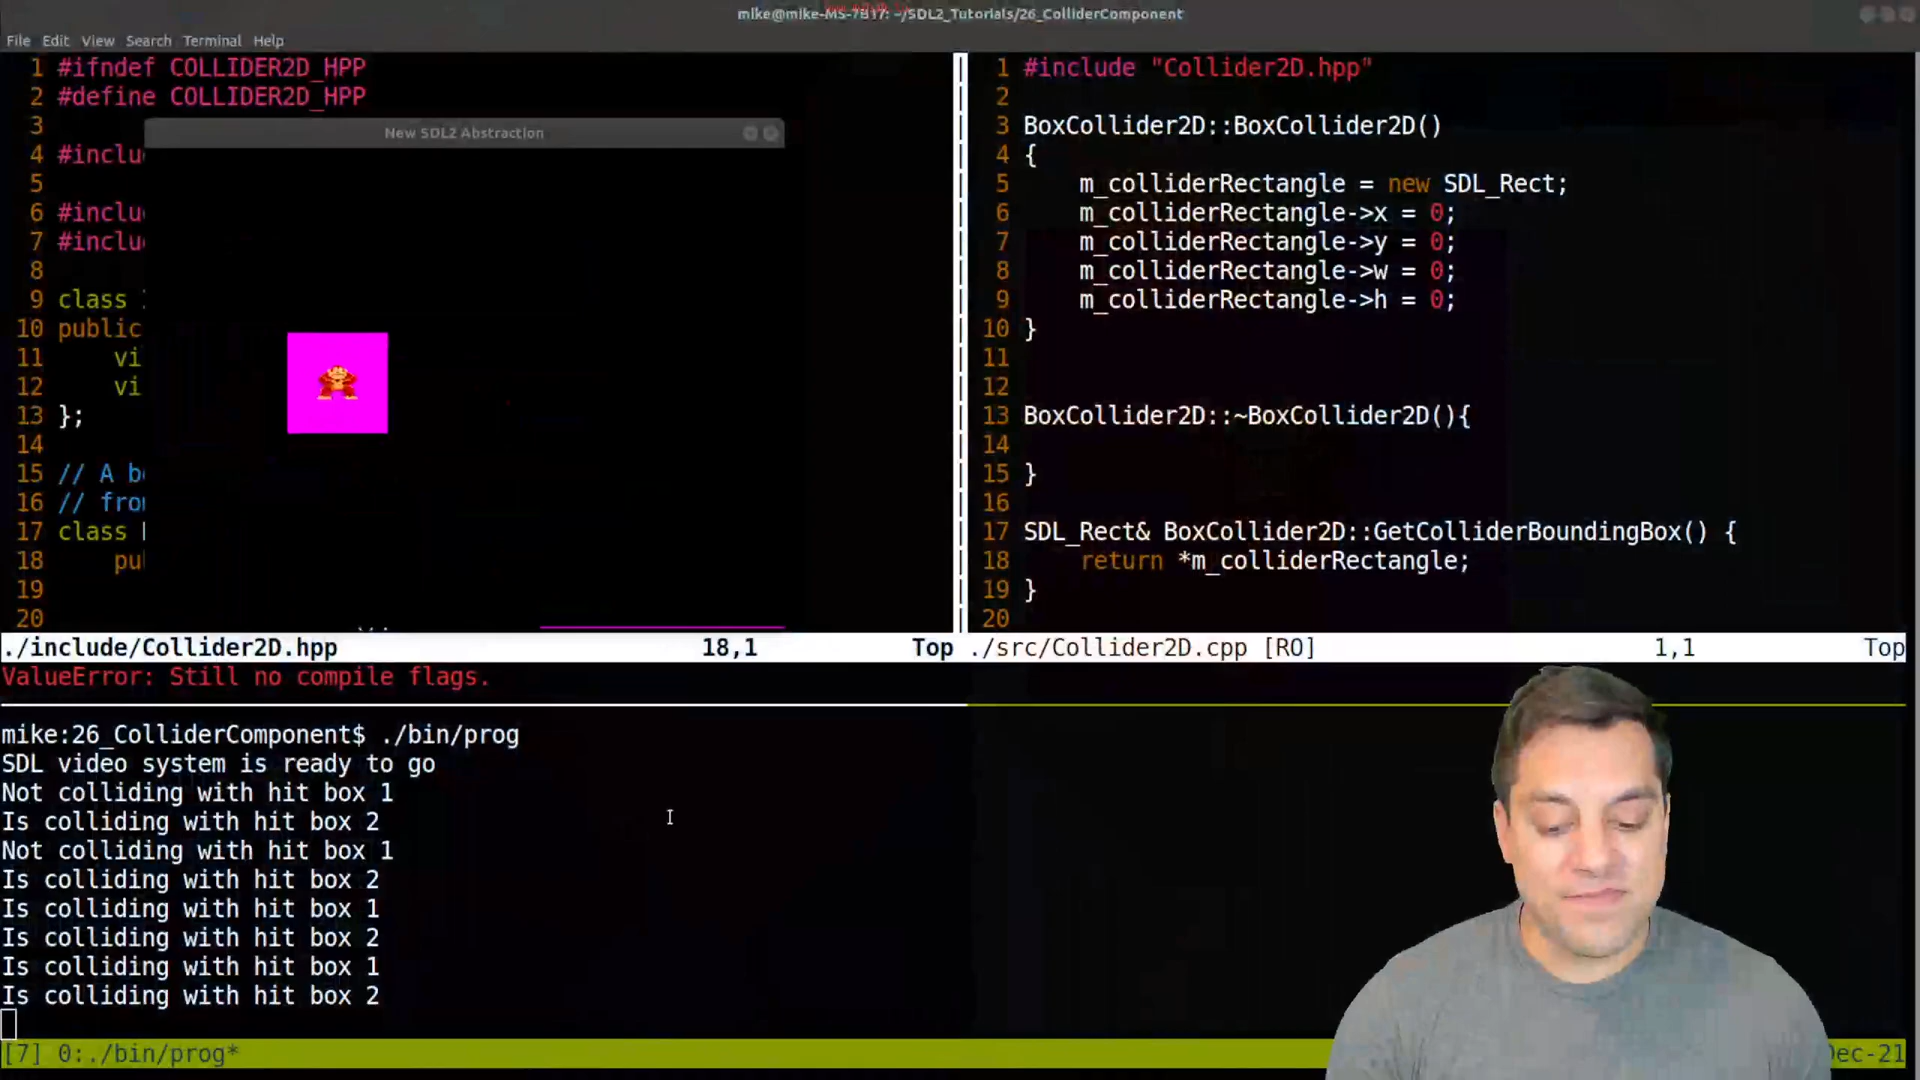 mike@mike-MS-7B17: ~/SDL2_Tutorials/26_ColliderComponent
File Edit View Search Terminal Help
1 #ifndef COLLIDER2D_HPP
2 #define COLLIDER2D_HPP
3
4 #inclu
5
6 #inclu
7 #inclu
8
9 class
10 public
11 vi
12 vi
13 };
14
15 // A
16 // fro
17 class
18 pu
19
20
New SDL2 Abstraction
./include/Collider2D.hpp 18,1 Top
1 #include "Collider2D.hpp"
2
3 BoxCollider2D::BoxCollider2D()
4 {
5 m_colliderRectangle = new SDL_Rect;
6 m_colliderRectangle->x = 0;
7 m_colliderRectangle->y = 0;
8 m_colliderRectangle->w = 0;
9 m_colliderRectangle->h = 0;
10 }
11
12
13 BoxCollider2D::~BoxCollider2D(){
14
15 }
16
17 SDL_Rect& BoxCollider2D::GetColliderBoundingBox() {
18 return *m_colliderRectangle;
19 }
20
./src/Collider2D.cpp [RO] 1,1 Top
ValueError: Still no compile flags.
mike:26_ColliderComponent$ ./bin/prog
SDL video system is ready to go
Not colliding with hit box 1
Is colliding with hit box 2
Not colliding with hit box 1
Is colliding with hit box 2
Is colliding with hit box 1
Is colliding with hit box 2
Is colliding with hit box 1
Is colliding with hit box 2
[7] 0:./bin/prog*
Dec-21